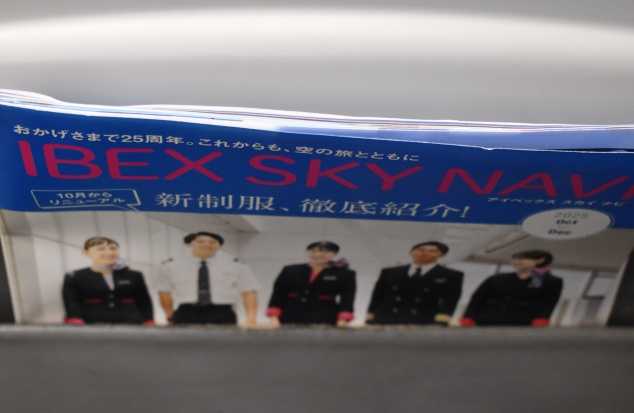 おかげさまで25周年。これからも、空の旅とともに
IBEX SKY NAVI
アイベックス スカイ ナビ
10月から
リニューアル
新制服、徹底紹介!
2025
Oct
Dec